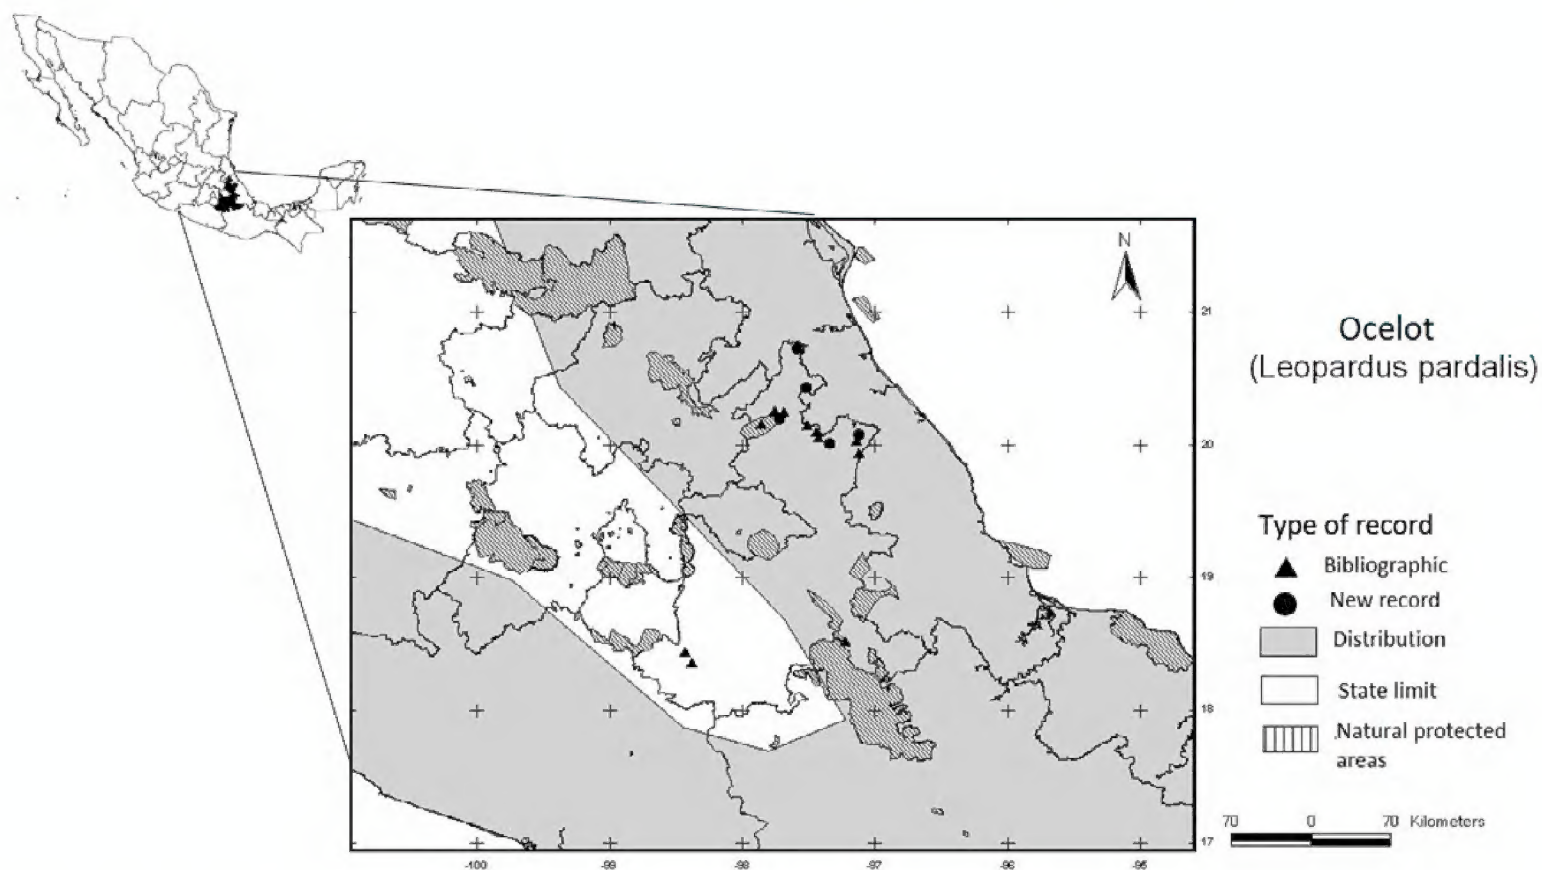 N
21
20
19
18
17
-100
-99
-98
-97
-96
-95
Ocelot
(Leopardus pardalis)
Type of record
Bibliographic
New record
Distribution
State limit
Natural protected
areas
70 0 70 Kilometers